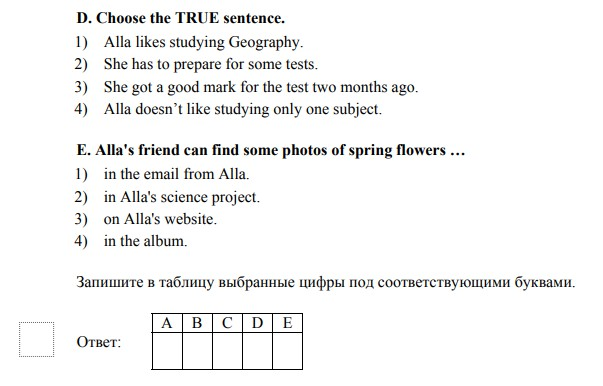 D. Choose the TRUE sentence.
1) Alla likes studying Geography.
2) She has to prepare for some tests.
3) She got a good mark for the test two months ago.
4) Alla doesn’t like studying only one subject.
E. Alla's friend can find some photos of spring flowers …
1) in the email from Alla.
2) in Alla's science project.
3) on Alla's website.
4) in the album.
Запишите в таблицу выбранные цифры под соответствующими буквами.
A B C D E
Ответ: